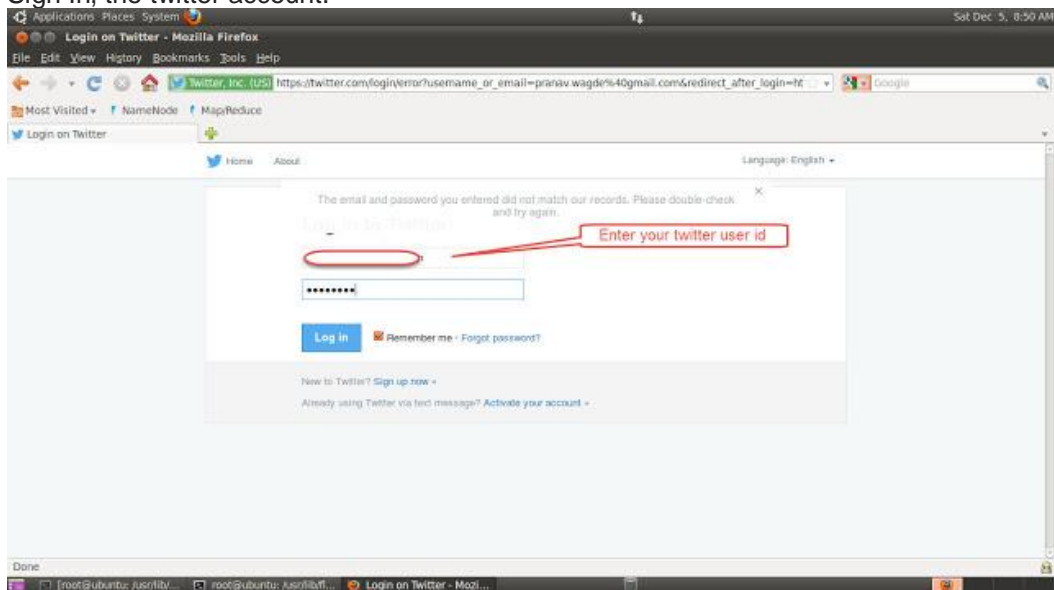 Sign in, the twitter account.
Applications Places System
Sat Dec 5, 8:50 AM
Login on Twitter - Mozilla Firefox
File Edit View History Bookmarks Tools Help
Twitter, Inc. (US) https://twitter.com/login/error?username_or_email=pranav.wagde%40gmail.com&redirect_after_login=ht
Google
Most Visited NameNode Map/Reduce
Login on Twitter
Home About Language: English
The email and password you entered did not match our records. Please double-check
and try again.
Log in to Twitter
Enter your twitter user id
Log in Remember me · Forgot password?
New to Twitter? Sign up now »
Already using Twitter via text message? Activate your account »
Done
[root@ubuntu: /usr/lib/... root@ubuntu: /usr/lib/fl... Login on Twitter - Mozi...